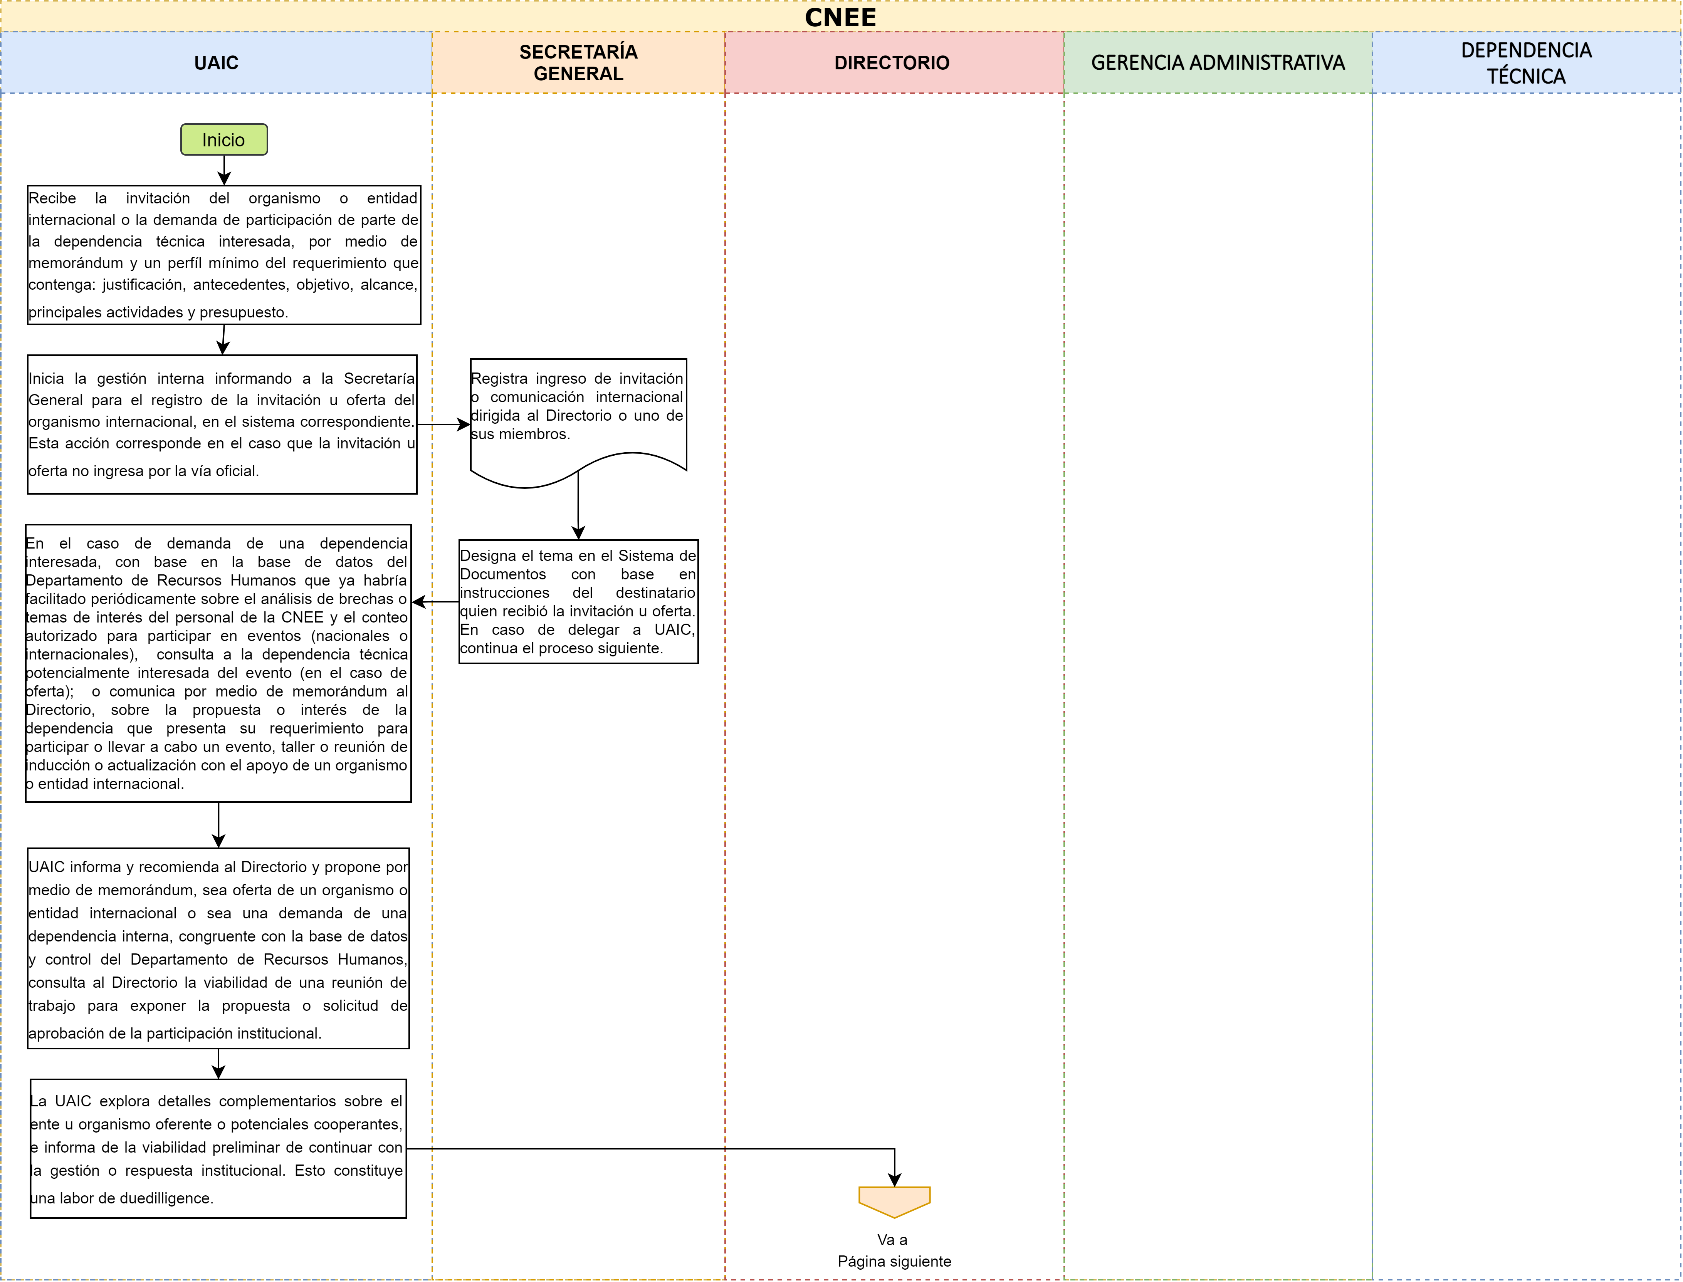 CNEE
UAIC
SECRETARÍA
GENERAL
DIRECTORIO
GERENCIA ADMINISTRATIVA
DEPENDENCIA
TÉCNICA
Inicio
Recibe la invitación del organismo o entidad
internacional o la demanda de participación de parte de
la dependencia técnica interesada, por medio de
memorándum y un perfíl mínimo del requerimiento que
contenga: justificación, antecedentes, objetivo, alcance,
principales actividades y presupuesto.
Inicia la gestión interna informando a la Secretaría
General para el registro de la invitación u oferta del
organismo internacional, en el sistema correspondiente.
Esta acción corresponde en el caso que la invitación u
oferta no ingresa por la vía oficial.
Registra ingreso de invitación
o comunicación internacional
dirigida al Directorio o uno de
sus miembros.
Designa el tema en el Sistema de
Documentos con base en
instrucciones del destinatario
quien recibió la invitación u oferta.
En caso de delegar a UAIC,
continua el proceso siguiente.
En el caso de demanda de una dependencia
interesada, con base en la base de datos del
Departamento de Recursos Humanos que ya habría
facilitado periódicamente sobre el análisis de brechas o
temas de interés del personal de la CNEE y el conteo
autorizado para participar en eventos (nacionales o
internacionales), consulta a la dependencia técnica
potencialmente interesada del evento (en el caso de
oferta); o comunica por medio de memorándum al
Directorio, sobre la propuesta o interés de la
dependencia que presenta su requerimiento para
participar o llevar a cabo un evento, taller o reunión de
inducción o actualización con el apoyo de un organismo
o entidad internacional.
UAIC informa y recomienda al Directorio y propone por
medio de memorándum, sea oferta de un organismo o
entidad internacional o sea una demanda de una
dependencia interna, congruente con la base de datos
y control del Departamento de Recursos Humanos,
consulta al Directorio la viabilidad de una reunión de
trabajo para exponer la propuesta o solicitud de
aprobación de la participación institucional.
La UAIC explora detalles complementarios sobre el
ente u organismo oferente o potenciales cooperantes,
e informa de la viabilidad preliminar de continuar con
la gestión o respuesta institucional. Esto constituye
una labor de duedilligence.
Va a
Página siguiente